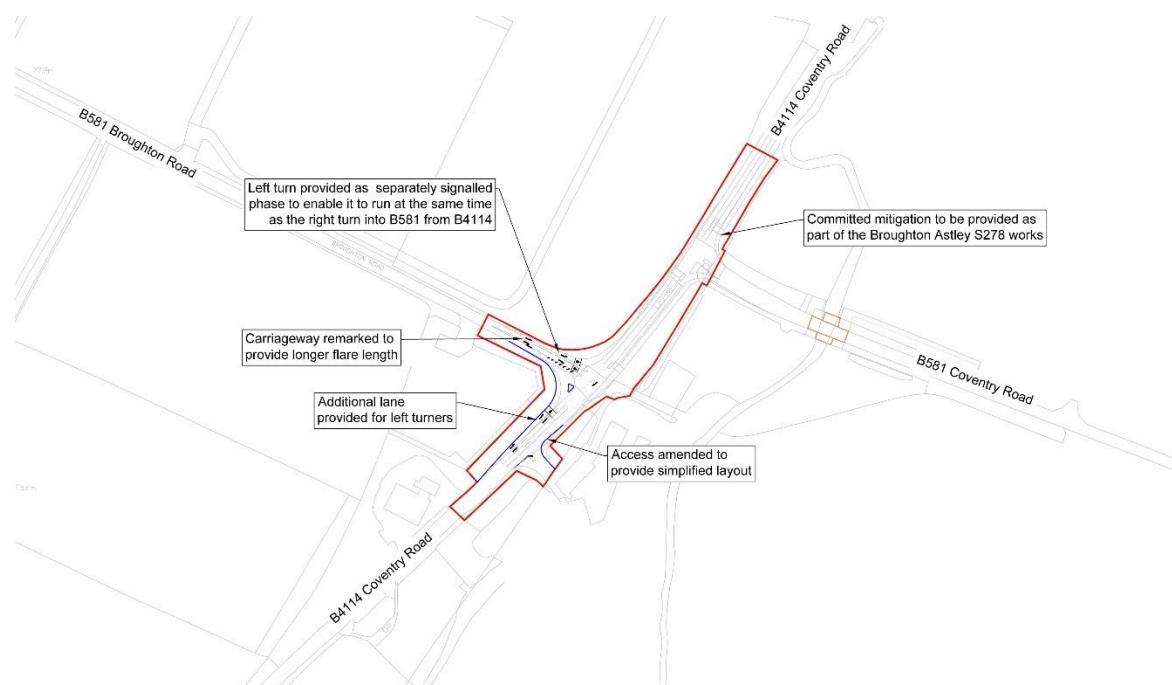 B4114 Coventry Road
B581 Broughton Road
Left turn provided as separately signalled
phase to enable it to run at the same time
as the right turn into B581 from B4114
Committed mitigation to be provided as
part of the Broughton Astley S278 works
BROUGHTON ROAD
Carriageway remarked to
provide longer flare length
B581 Coventry Road
Additional lane
provided for left turners
Access amended to
provide simplified layout
B4114 Coventry Road